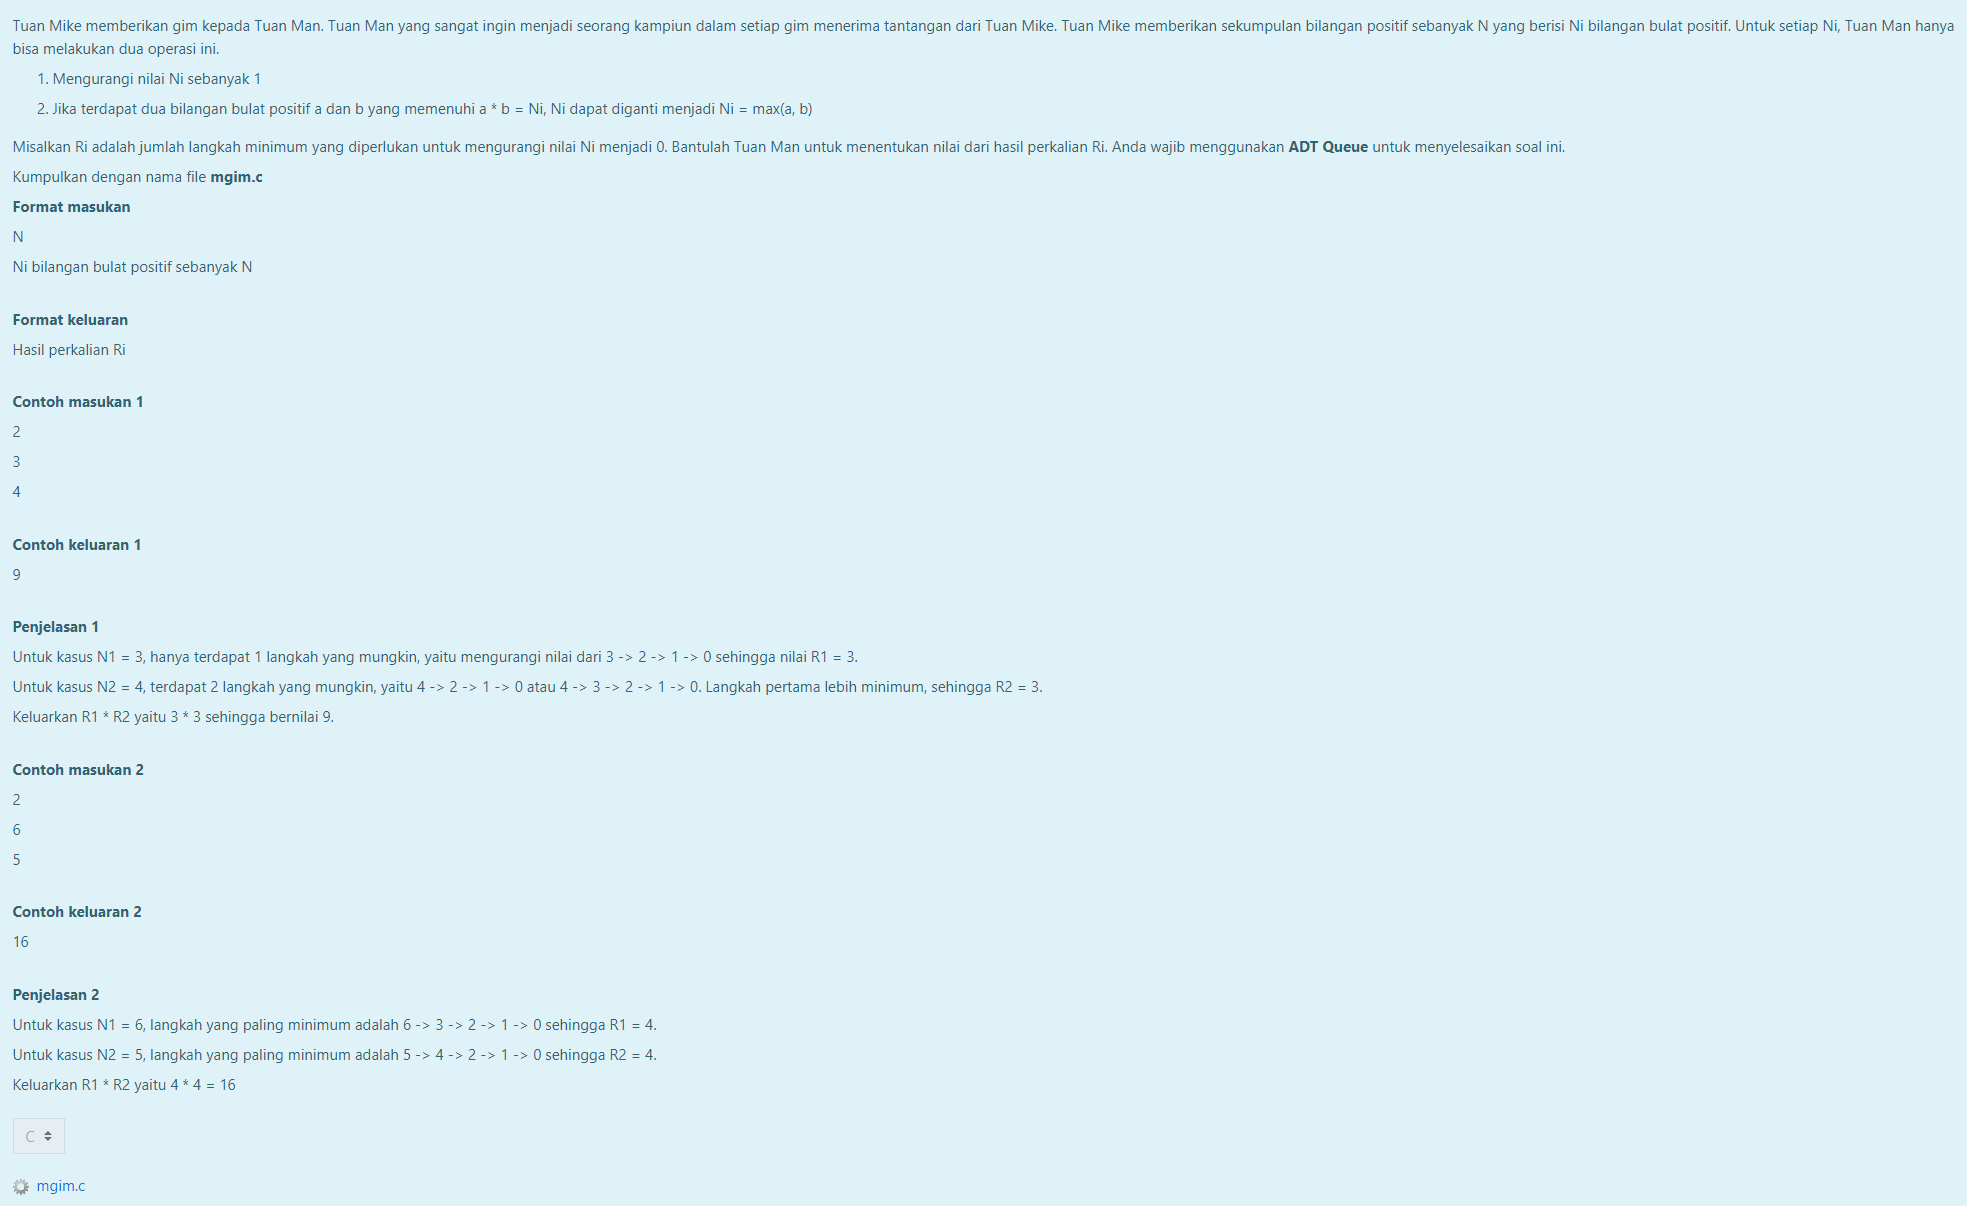 Tuan Mike memberikan gim kepada Tuan Man. Tuan Man yang sangat ingin menjadi seorang kampiun dalam setiap gim menerima tantangan dari Tuan Mike. Tuan Mike memberikan sekumpulan bilangan positif sebanyak N yang berisi Ni bilangan bulat positif. Untuk setiap Ni, Tuan Man hanya
bisa melakukan dua operasi ini.
1. Mengurangi nilai Ni sebanyak 1
2. Jika terdapat dua bilangan bulat positif a dan b yang memenuhi a * b = Ni, Ni dapat diganti menjadi Ni = max(a, b)
Misalkan Ri adalah jumlah langkah minimum yang diperlukan untuk mengurangi nilai Ni menjadi 0. Bantulah Tuan Man untuk menentukan nilai dari hasil perkalian Ri. Anda wajib menggunakan ADT Queue untuk menyelesaikan soal ini.
Kumpulkan dengan nama file mgim.c
Format masukan
N
Ni bilangan bulat positif sebanyak N
Format keluaran
Hasil perkalian Ri
Contoh masukan 1
2
3
4
Contoh keluaran 1
9
Penjelasan 1
Untuk kasus N1 = 3, hanya terdapat 1 langkah yang mungkin, yaitu mengurangi nilai dari 3 -> 2 -> 1 -> 0 sehingga nilai R1 = 3.
Untuk kasus N2 = 4, terdapat 2 langkah yang mungkin, yaitu 4 -> 2 -> 1 -> 0 atau 4 -> 3 -> 2 -> 1 -> 0. Langkah pertama lebih minimum, sehingga R2 = 3.
Keluarkan R1 * R2 yaitu 3 * 3 sehingga bernilai 9.
Contoh masukan 2
2
6
5
Contoh keluaran 2
16
Penjelasan 2
Untuk kasus N1 = 6, langkah yang paling minimum adalah 6 -> 3 -> 2 -> 1 -> 0 sehingga R1 = 4.
Untuk kasus N2 = 5, langkah yang paling minimum adalah 5 -> 4 -> 2 -> 1 -> 0 sehingga R2 = 4.
Keluarkan R1 * R2 yaitu 4 * 4 = 16
C
mgim.c